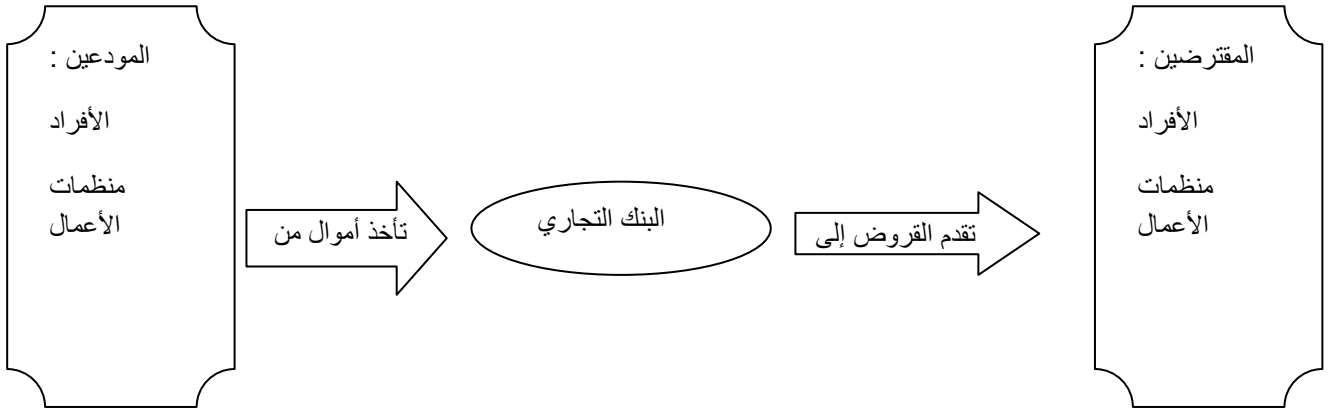 المودعين :
الأفراد
منظمات
الأعمال
تأخذ أموال من
البنك التجاري
تقدم القروض إلى
المقترضين :
الأفراد
منظمات
الأعمال